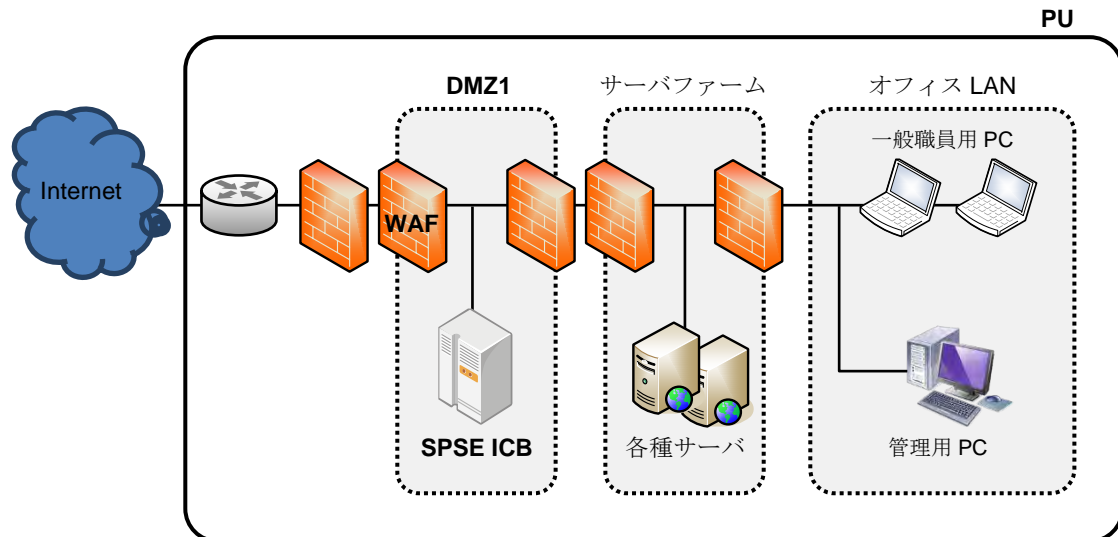 PU
DMZ1
サーバファーム
オフィス LAN
一般職員用 PC
Internet
WAF
SPSE ICB
各種サーバ
管理用 PC